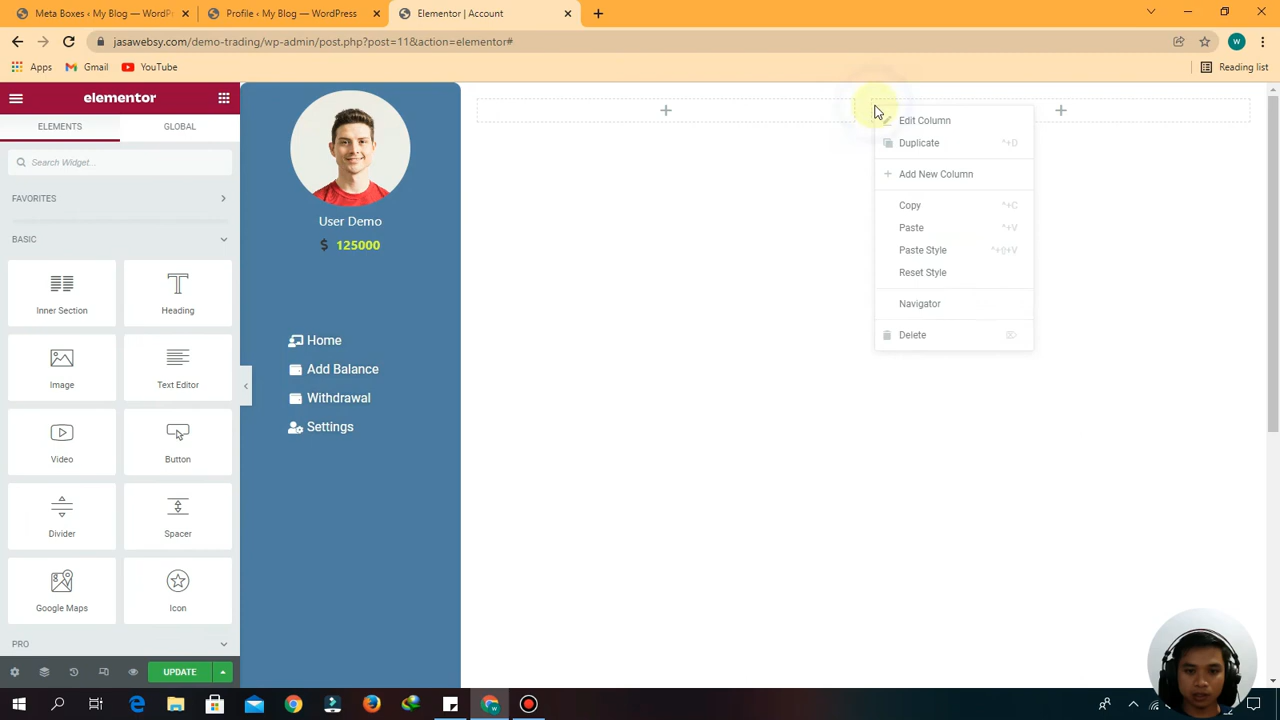 Meta Boxes ‹ My Blog — WordPr
Profile ‹ My Blog — WordPress
Elementor | Account
jasawebsy.com/demo-trading/wp-admin/post.php?post=11&action=elementor#
W
Apps
Gmail
YouTube
Reading list
elementor
ELEMENTS
GLOBAL
Search Widget...
FAVORITES
BASIC
Inner Section
Heading
Image
Text Editor
Video
Button
Divider
Spacer
Google Maps
Icon
PRO
UPDATE
User Demo
$ 125000
Home
Add Balance
Withdrawal
Settings
Edit Column
Duplicate ^+D
Add New Column
Copy ^+C
Paste ^+V
Paste Style ^+⇧+V
Reset Style
Navigator
Delete